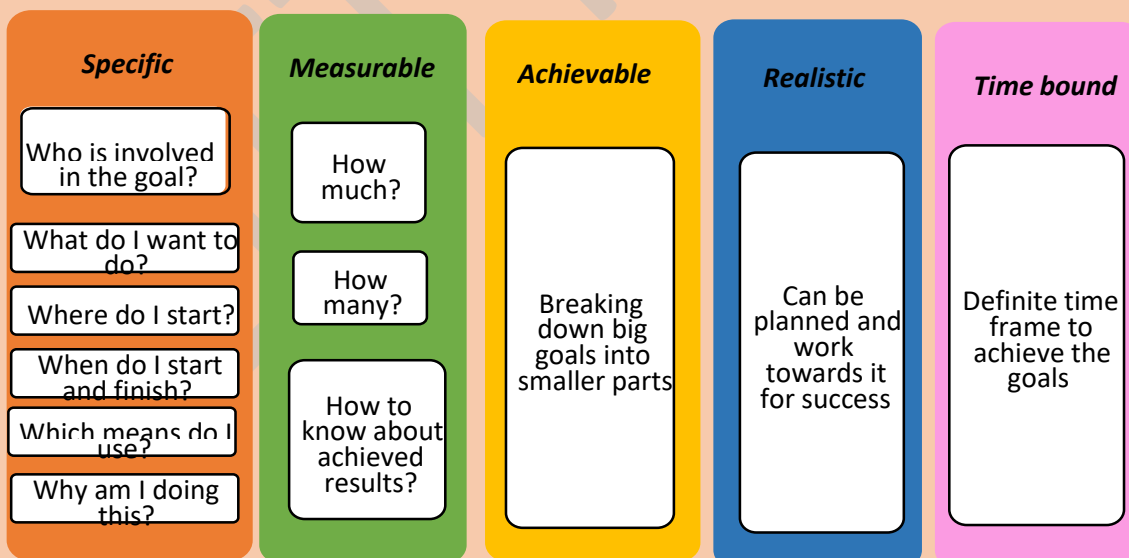 Specific
Who is involved
in the goal?
What do I want to
do?
Where do I start?
When do I start
and finish?
Which means do I
use?
Why am I doing
this?
Measurable
How
much?
How
many?
How to
know about
achieved
results?
Achievable
Breaking
down big
goals into
smaller parts
Realistic
Can be
planned and
work
towards it
for success
Time bound
Definite time
frame to
achieve the
goals